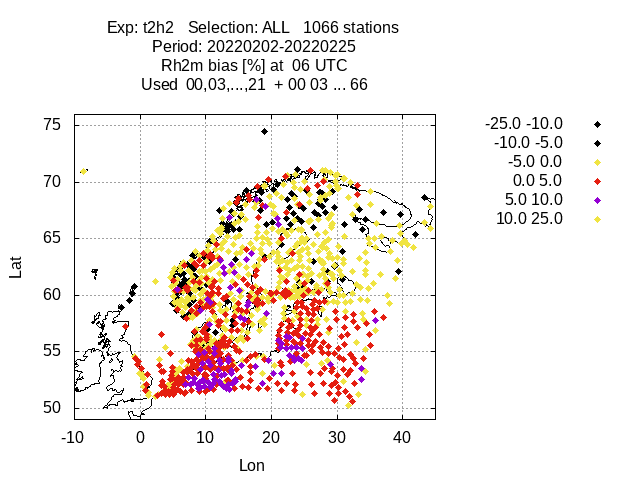 Exp: t2h2   Selection: ALL   1066 stations
Period: 20220202-20220225
Rh2m bias [%] at  06 UTC
Used  00,03,...,21  + 00 03 ... 66
-25.0 -10.0
-10.0 -5.0
-5.0 0.0
0.0 5.0
5.0 10.0
10.0 25.0
75
70
65
60
55
50
Lat
-10 0 10 20 30 40
Lon